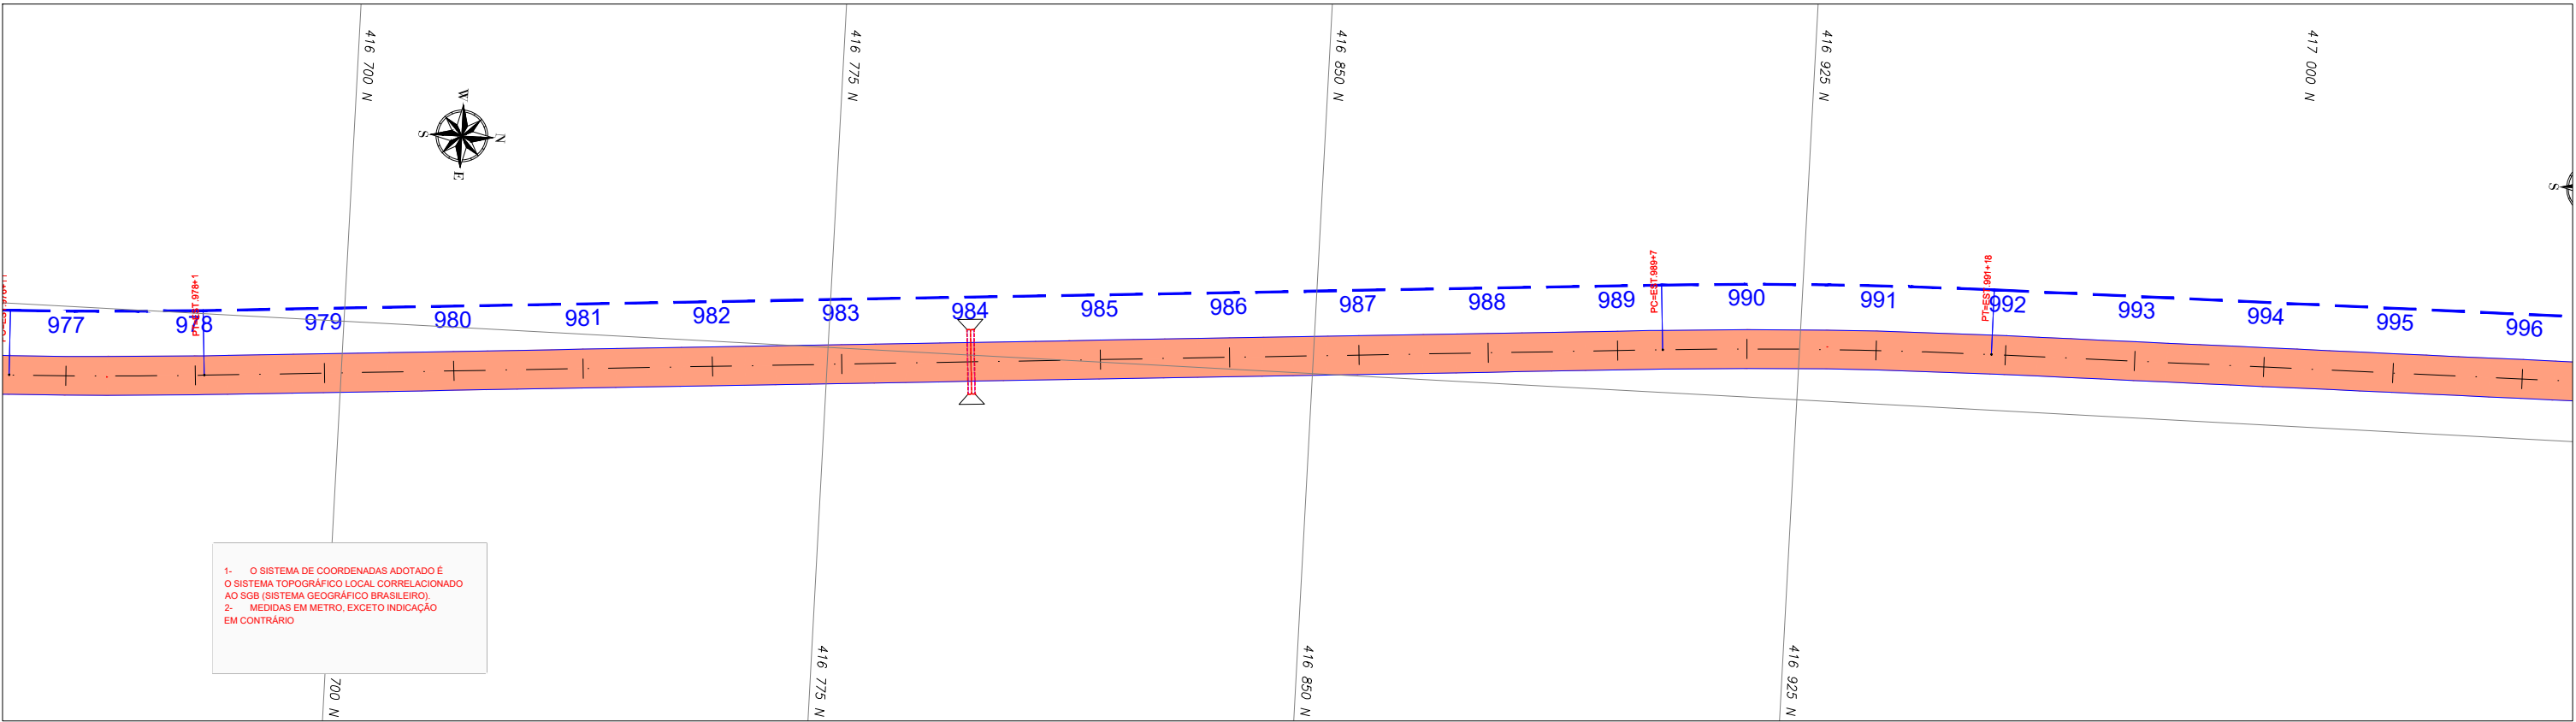 416 700 N
416 775 N
416 850 N
416 925 N
417 000 N
W
N
S
E
S
PT=EST.978+1
PC=EST.989+7
PT=EST.991+18
977
978
979
980
981
982
983
984
985
986
987
988
989
990
991
992
993
994
995
996
1- O SISTEMA DE COORDENADAS ADOTADO É
O SISTEMA TOPOGRÁFICO LOCAL CORRELACIONADO
AO SGB (SISTEMA GEOGRÁFICO BRASILEIRO).
2- MEDIDAS EM METRO, EXCETO INDICAÇÃO
EM CONTRÁRIO
700 N
416 775 N
416 850 N
416 925 N